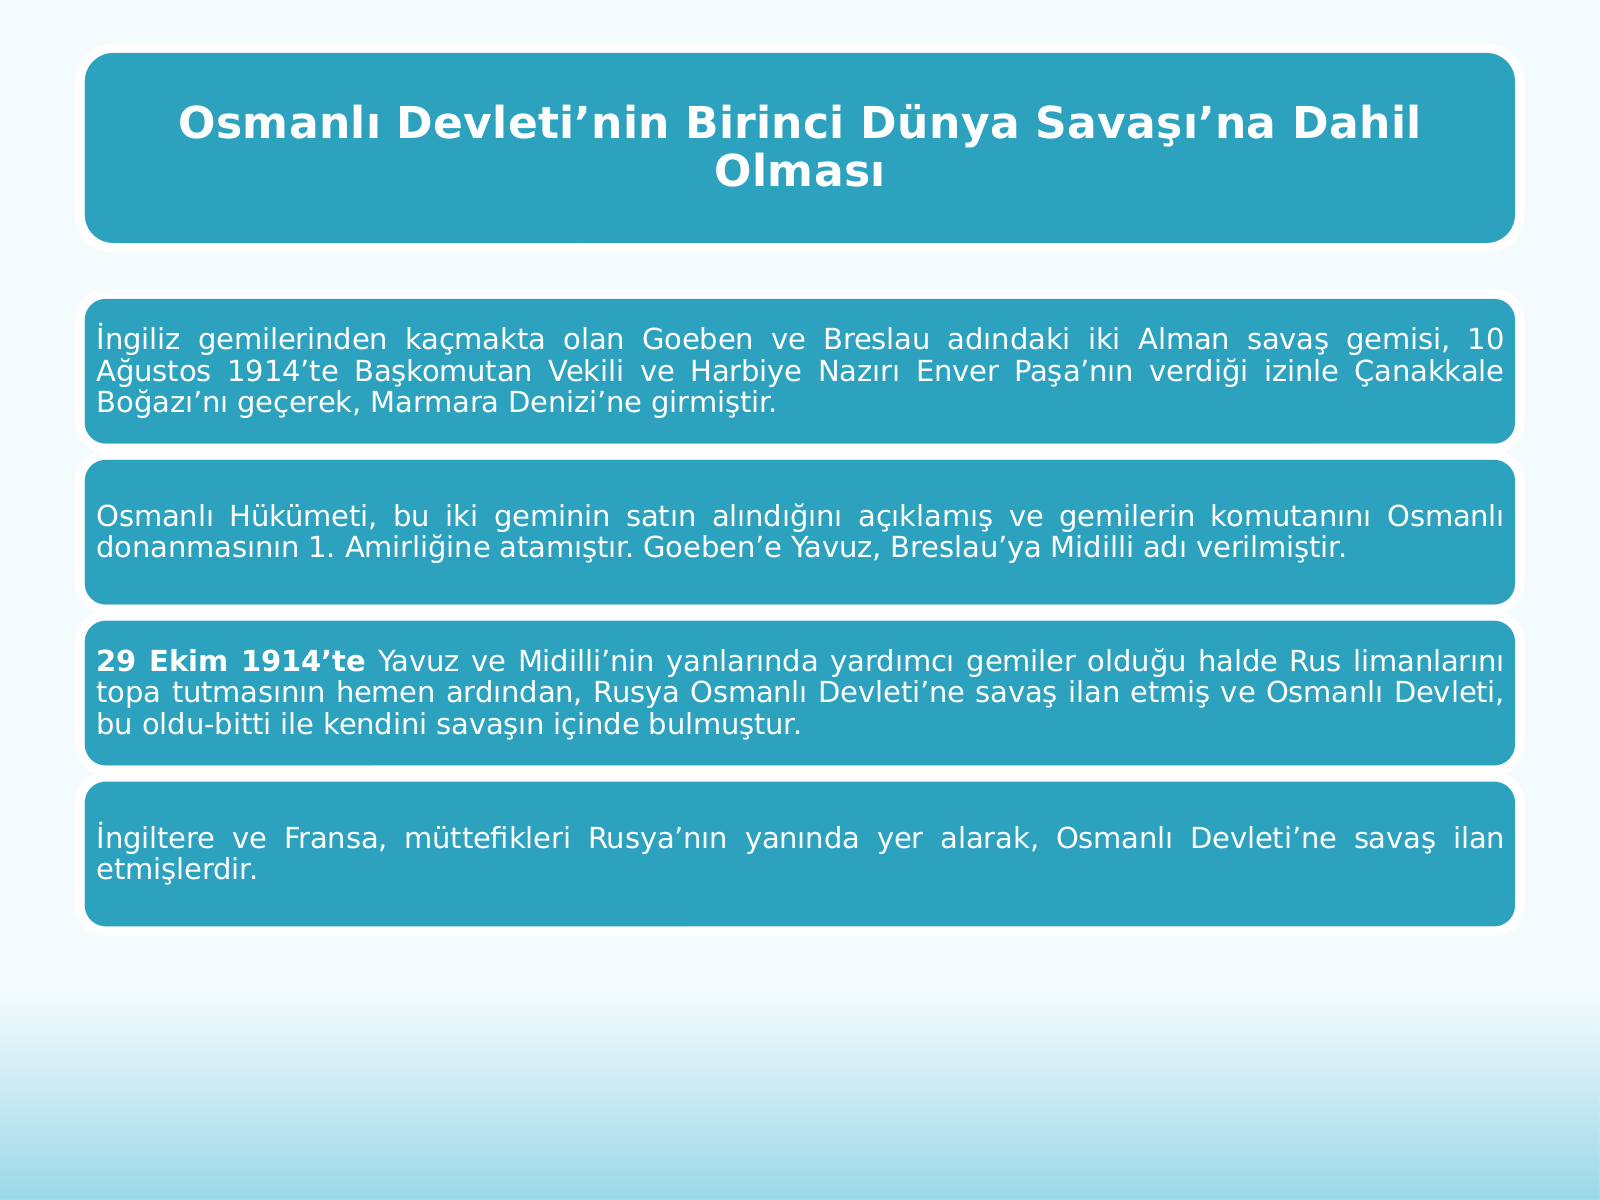 Osmanlı Devleti’nin Birinci Dünya Savaşı’na Dahil
Olması
İngiliz gemilerinden kaçmakta olan Goeben ve Breslau adındaki iki Alman savaş gemisi, 10
Ağustos 1914’te Başkomutan Vekili ve Harbiye Nazırı Enver Paşa’nın verdiği izinle Çanakkale
Boğazı’nı geçerek, Marmara Denizi’ne girmiştir.
Osmanlı Hükümeti, bu iki geminin satın alındığını açıklamış ve gemilerin komutanını Osmanlı
donanmasının 1. Amirliğine atamıştır. Goeben’e Yavuz, Breslau’ya Midilli adı verilmiştir.
29 Ekim 1914’te Yavuz ve Midilli’nin yanlarında yardımcı gemiler olduğu halde Rus limanlarını
topa tutmasının hemen ardından, Rusya Osmanlı Devleti’ne savaş ilan etmiş ve Osmanlı Devleti,
bu oldu-bitti ile kendini savaşın içinde bulmuştur.
İngiltere ve Fransa, müttefikleri Rusya’nın yanında yer alarak, Osmanlı Devleti’ne savaş ilan
etmişlerdir.